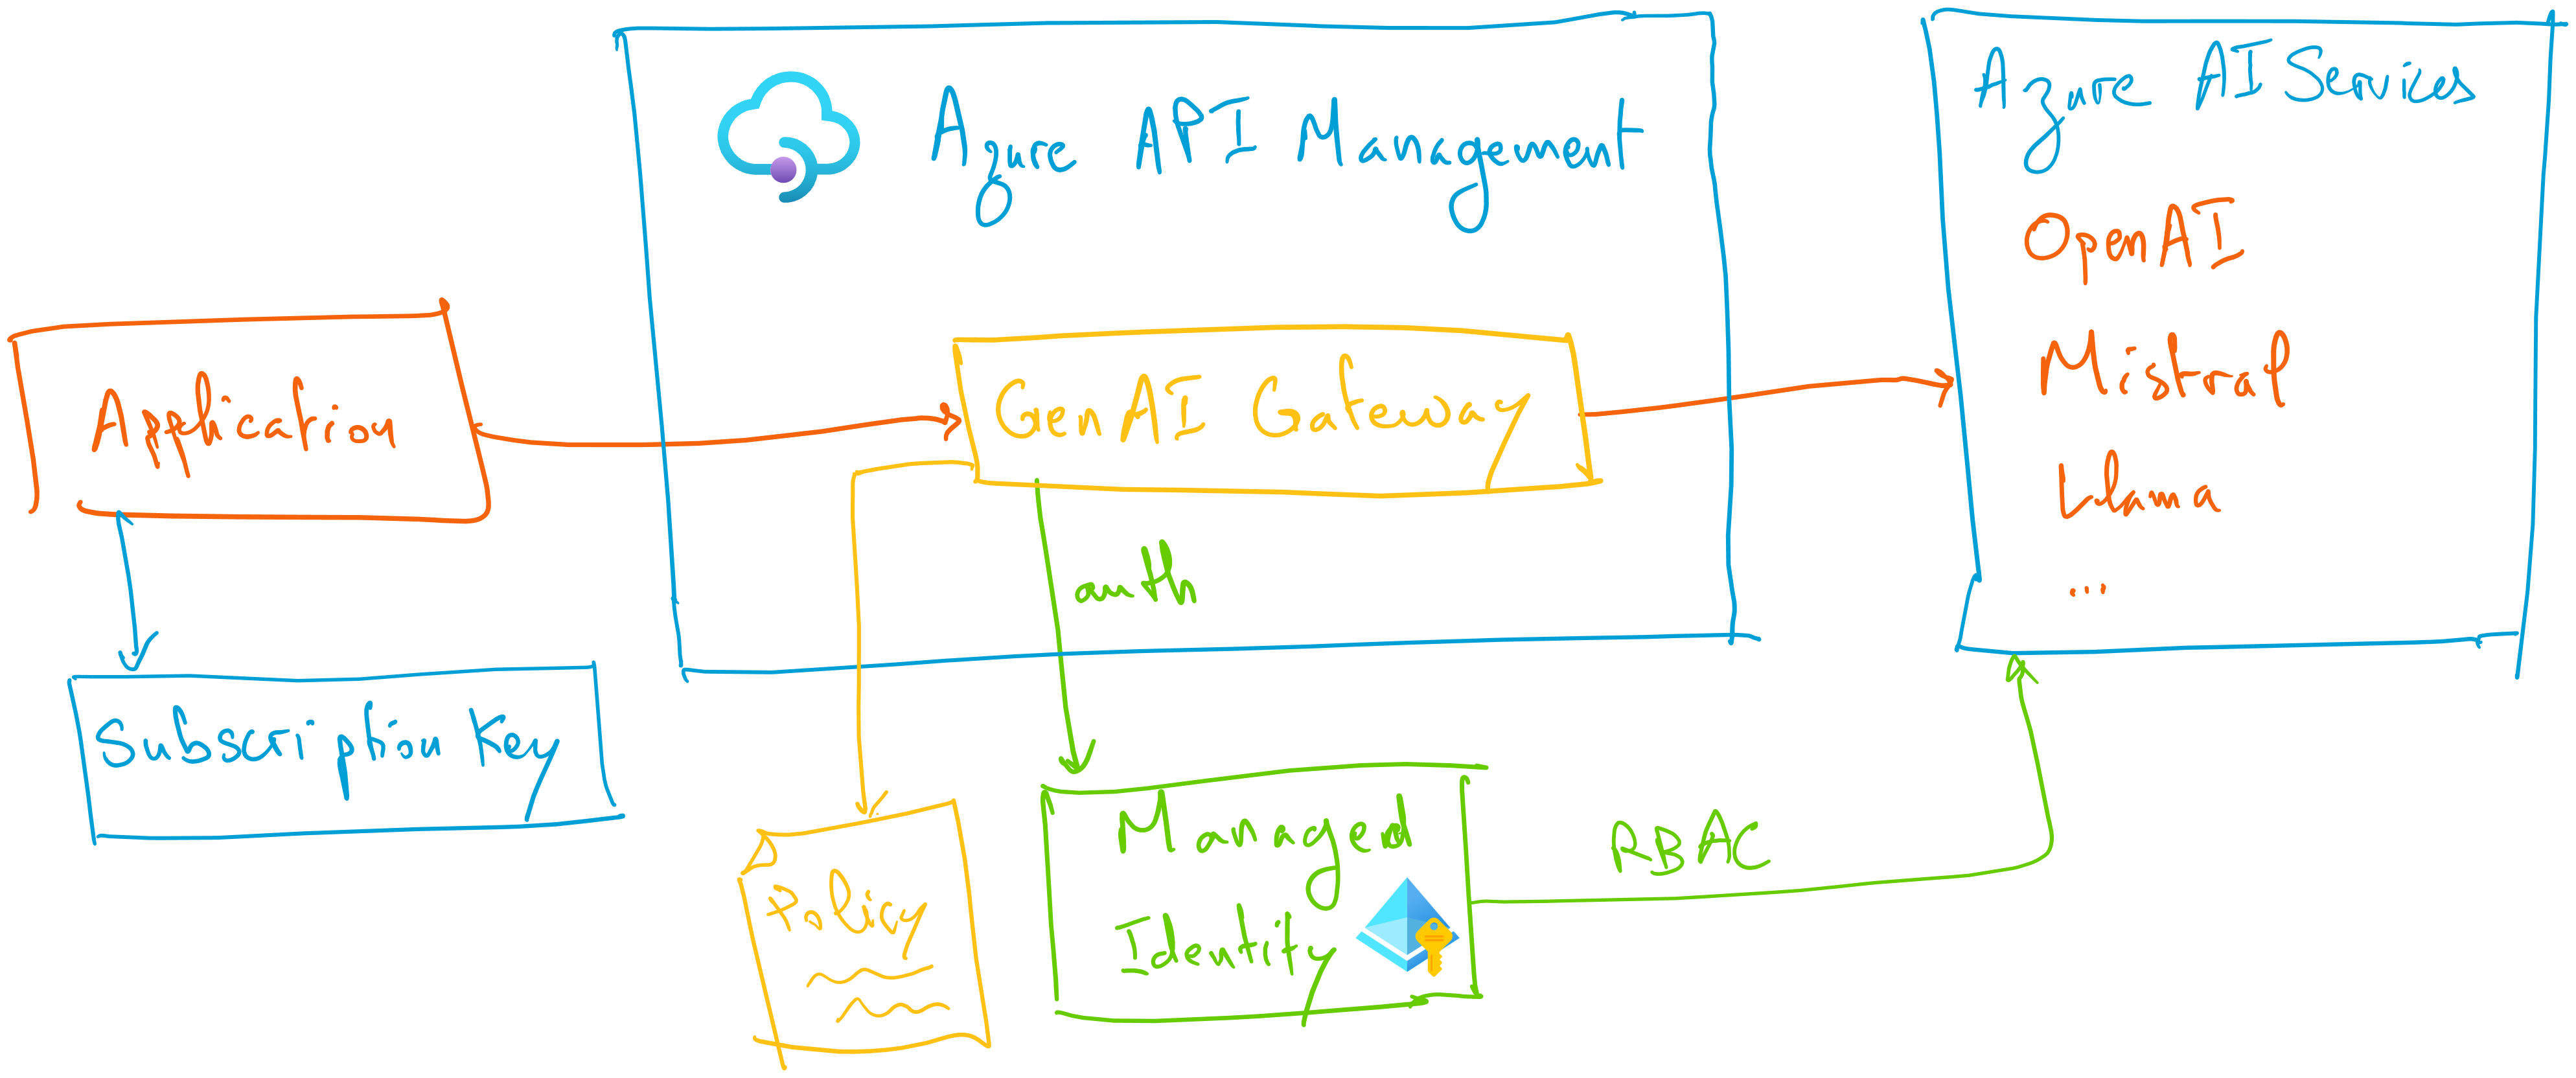 Azure API Management
Azure AI Services
OpenAI
Mistral
Llama
...
Application
GenAI Gateway
auth
Subscription Key
Policy
Managed
Identity
RBAC